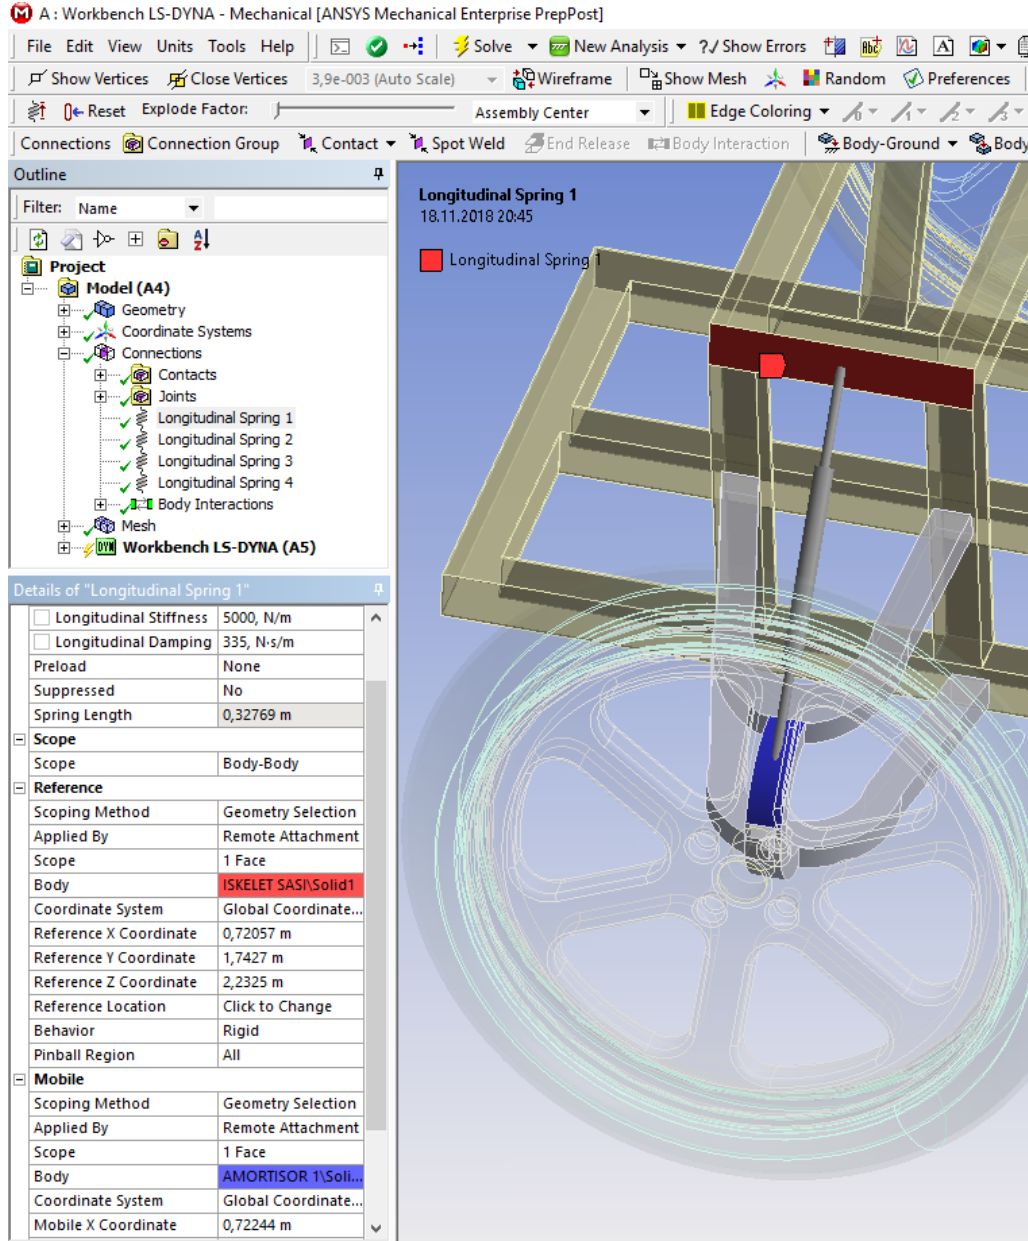 A : Workbench LS-DYNA - Mechanical [ANSYS Mechanical Enterprise PrepPost]
File Edit View Units Tools Help Solve New Analysis ?/ Show Errors
Show Vertices Close Vertices 3,9e-003 (Auto Scale) Wireframe Show Mesh Random Preferences
Reset Explode Factor: Assembly Center Edge Coloring
Connections Connection Group Contact Spot Weld End Release Body Interaction Body-Ground Body
Outline
Filter: Name
Project
Model (A4)
Geometry
Coordinate Systems
Connections
Contacts
Joints
Longitudinal Spring 1
Longitudinal Spring 2
Longitudinal Spring 3
Longitudinal Spring 4
Body Interactions
Mesh
Workbench LS-DYNA (A5)
Details of "Longitudinal Spring 1"
Longitudinal Stiffness 5000, N/m
Longitudinal Damping 335, N·s/m
Preload None
Suppressed No
Spring Length 0,32769 m
Scope
Scope Body-Body
Reference
Scoping Method Geometry Selection
Applied By Remote Attachment
Scope 1 Face
Body ISKELET SASI\Solid1
Coordinate System Global Coordinate...
Reference X Coordinate 0,72057 m
Reference Y Coordinate 1,7427 m
Reference Z Coordinate 2,2325 m
Reference Location Click to Change
Behavior Rigid
Pinball Region All
Mobile
Scoping Method Geometry Selection
Applied By Remote Attachment
Scope 1 Face
Body AMORTISOR 1\Soli...
Coordinate System Global Coordinate...
Mobile X Coordinate 0,72244 m
Longitudinal Spring 1
18.11.2018 20:45
Longitudinal Spring 1